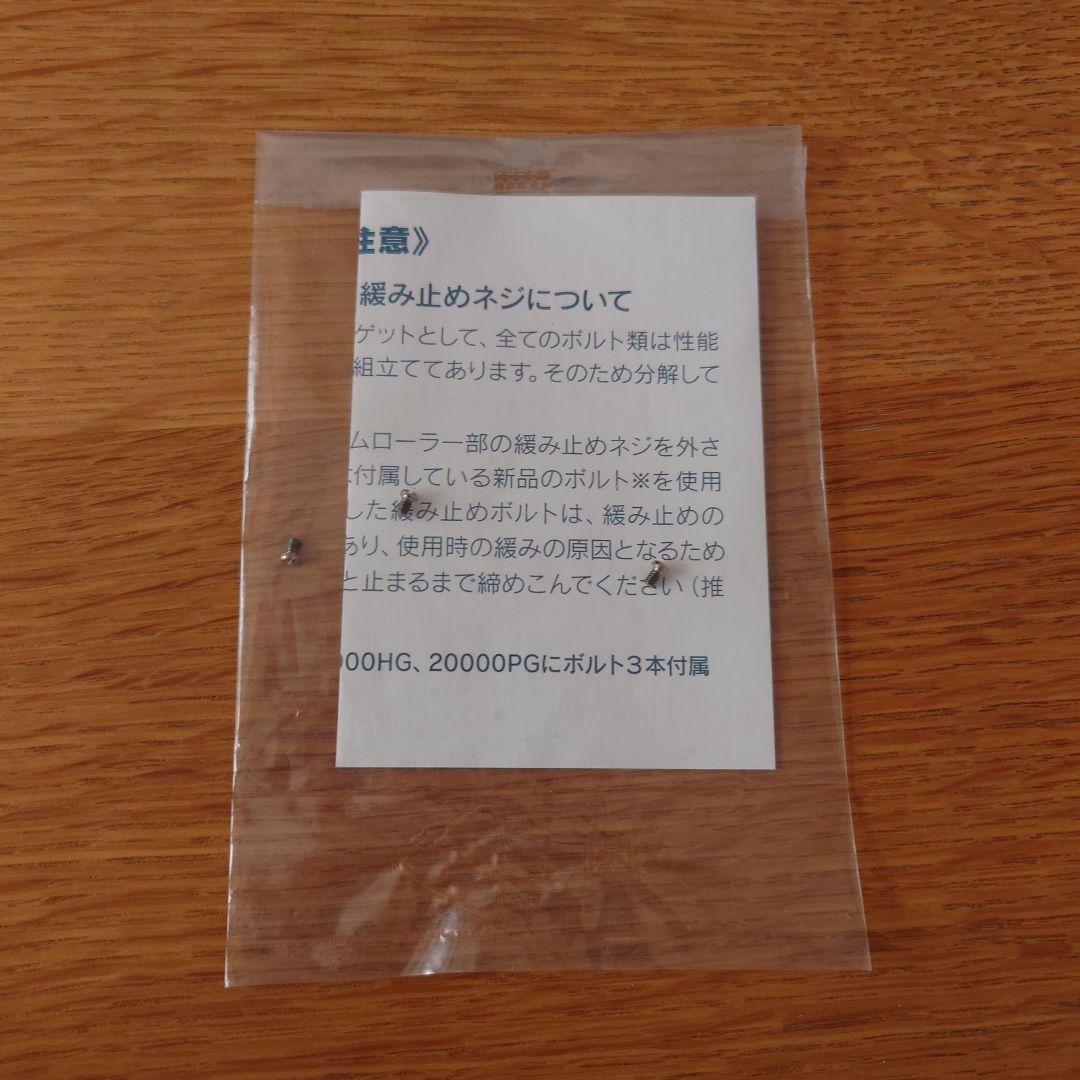 注意》
緩み止めネジについて
ゲットとして、全てのボルト類は性能
組立ててあります。そのため分解して
ムローラー部の緩み止めネジを外さ
付属している新品のボルト※を使用
した緩み止めボルトは、緩み止めの
あり、使用時の緩みの原因となるため
と止まるまで締めこんでください（推
000HG、20000PGにボルト3本付属